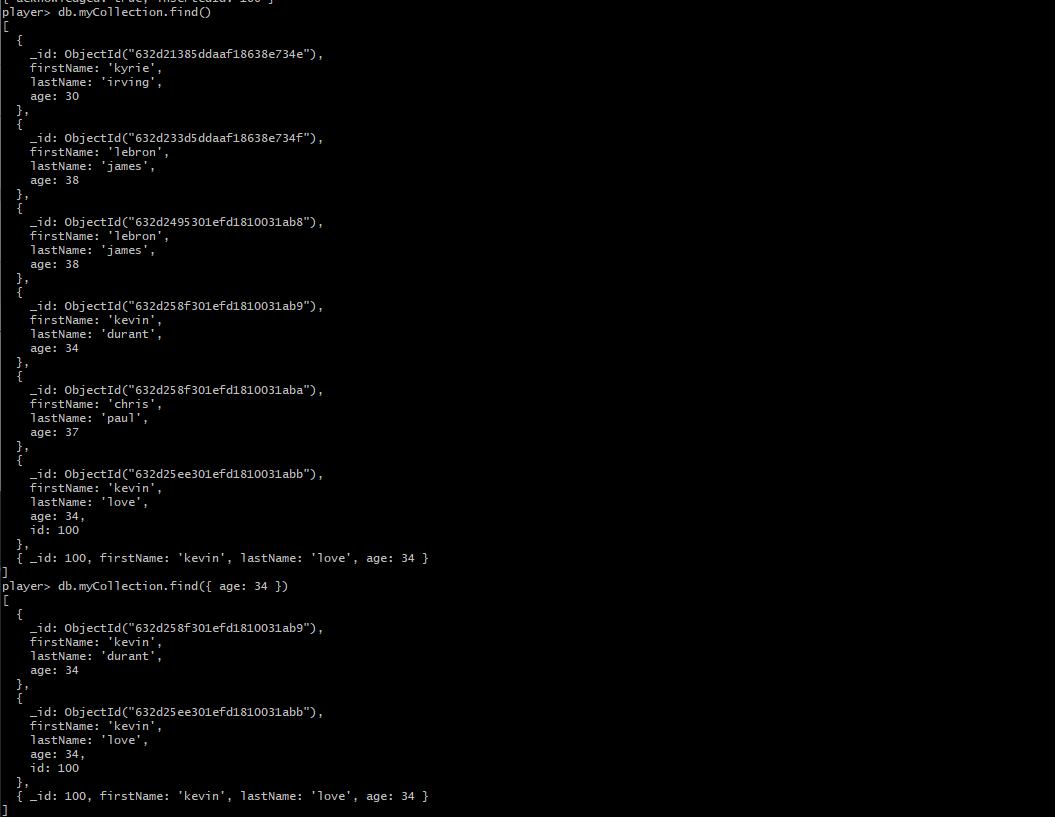 { acknowledged: true, insertedId: 100 }
player> db.myCollection.find()
[
  {
    _id: ObjectId("632d21385ddaaf18638e734e"),
    firstName: 'kyrie',
    lastName: 'irving',
    age: 30
  },
  {
    _id: ObjectId("632d233d5ddaaf18638e734f"),
    firstName: 'lebron',
    lastName: 'james',
    age: 38
  },
  {
    _id: ObjectId("632d2495301efd1810031ab8"),
    firstName: 'lebron',
    lastName: 'james',
    age: 38
  },
  {
    _id: ObjectId("632d258f301efd1810031ab9"),
    firstName: 'kevin',
    lastName: 'durant',
    age: 34
  },
  {
    _id: ObjectId("632d258f301efd1810031aba"),
    firstName: 'chris',
    lastName: 'paul',
    age: 37
  },
  {
    _id: ObjectId("632d25ee301efd1810031abb"),
    firstName: 'kevin',
    lastName: 'love',
    age: 34,
    id: 100
  },
  { _id: 100, firstName: 'kevin', lastName: 'love', age: 34 }
]
player> db.myCollection.find({ age: 34 })
[
  {
    _id: ObjectId("632d258f301efd1810031ab9"),
    firstName: 'kevin',
    lastName: 'durant',
    age: 34
  },
  {
    _id: ObjectId("632d25ee301efd1810031abb"),
    firstName: 'kevin',
    lastName: 'love',
    age: 34,
    id: 100
  },
  { _id: 100, firstName: 'kevin', lastName: 'love', age: 34 }
]